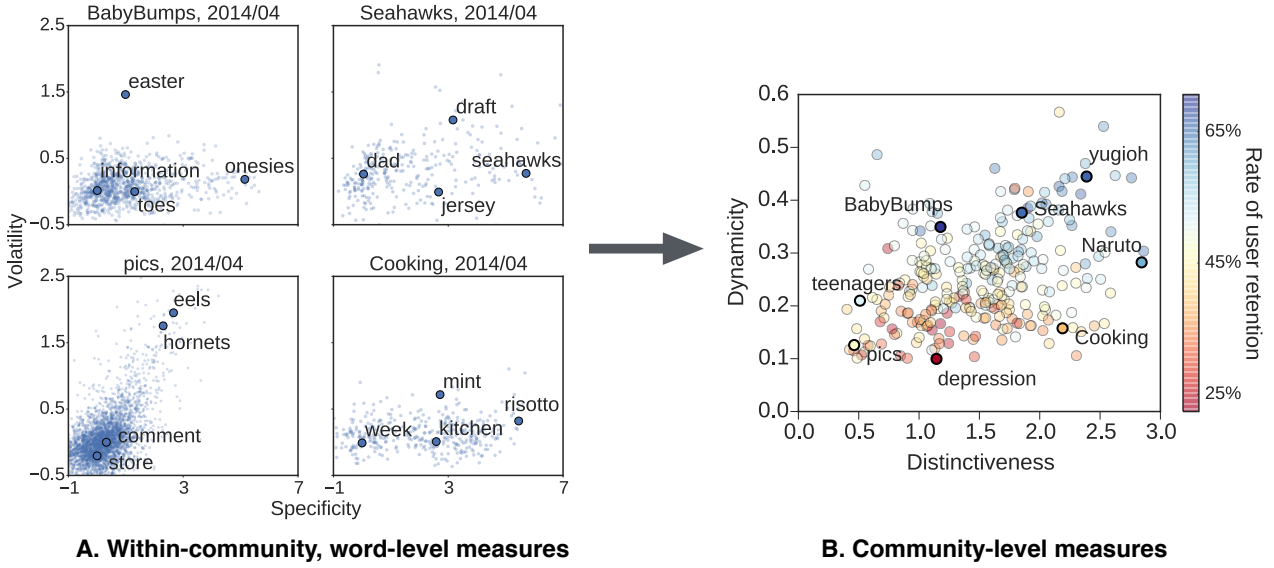 BabyBumps, 2014/04
Seahawks, 2014/04
2.5
1.5
0.5
−0.5
easter
information
onesies
toes
draft
dad
seahawks
jersey
Volatility
pics, 2014/04
Cooking, 2014/04
2.5
1.5
0.5
−0.5
eels
hornets
comment
store
mint
risotto
week
kitchen
−1
3
7
−1
3
7
Specificity
A. Within-community, word-level measures
0.6
0.5
0.4
0.3
0.2
0.1
0.0
Dynamicity
yugioh
BabyBumps
Seahawks
Naruto
teenagers
Cooking
pics
depression
0.0
0.5
1.0
1.5
2.0
2.5
3.0
Distinctiveness
65%
45%
25%
Rate of user retention
B. Community-level measures